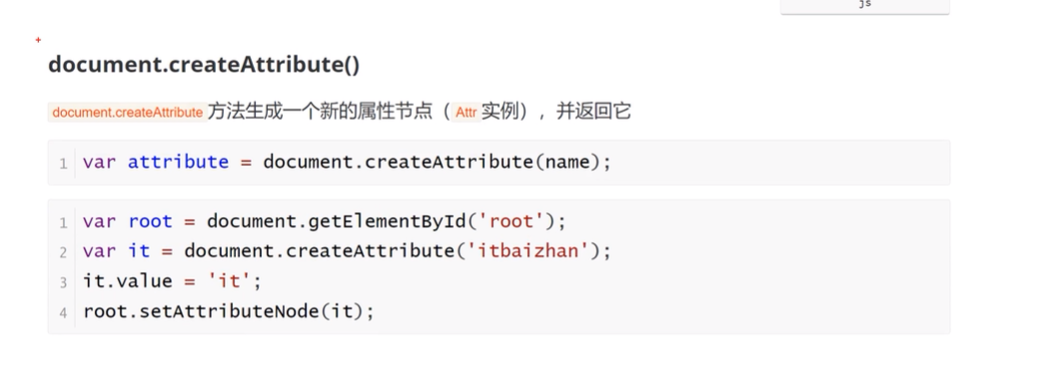 js
document.createAttribute()
document.createAttribute 方法生成一个新的属性节点（ Attr 实例），并返回它
1 var attribute = document.createAttribute(name);
1 var root = document.getElementById('root');
2 var it = document.createAttribute('itbaizhan');
3 it.value = 'it';
4 root.setAttributeNode(it);